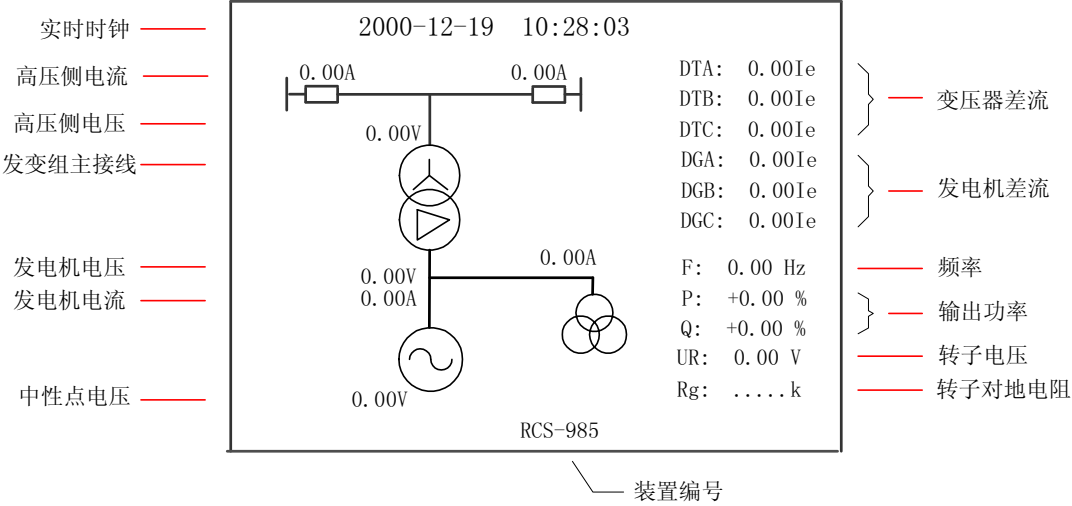 实时时钟
高压侧电流
高压侧电压
发变组主接线
发电机电压
发电机电流
中性点电压
2000-12-19 10:28:03
0.00A
0.00A
0.00V
0.00V
0.00A
0.00A
0.00V
DTA: 0.00Ie
DTB: 0.00Ie
DTC: 0.00Ie
DGA: 0.00Ie
DGB: 0.00Ie
DGC: 0.00Ie
F: 0.00 Hz
P: +0.00 %
Q: +0.00 %
UR: 0.00 V
Rg: .....k
RCS-985
变压器差流
发电机差流
频率
输出功率
转子电压
转子对地电阻
装置编号